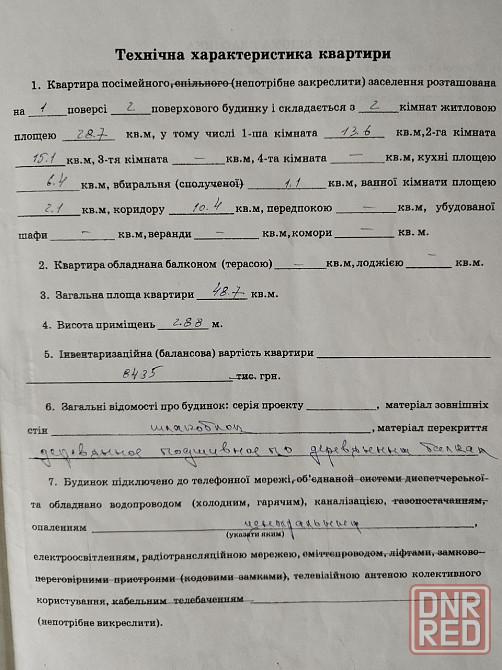 Технічна характеристика квартири
1. Квартира посімейного, спільного (непотрібне закреслити) заселення розташована
на 1 поверсі 2 поверхового будинку і складається з 2 кімнат житловою
площею 28.7 кв.м, у тому числі 1-ша кімната 13.6 кв.м, 2-га кімната
15.1 кв.м, 3-тя кімната — кв.м, 4-та кімната — кв.м, кухні площею
6.4 кв.м, вбиральня (сполученої) 1.1 кв.м, ванної кімнати площею
2.1 кв.м, коридору 10.4 кв.м, передпокою — кв.м, убудованої
шафи — кв.м, веранди — кв.м, комори — кв. м.
2. Квартира обладнана балконом (терасою) — кв.м, лоджією — кв.м.
3. Загальна площа квартири 48.7 кв.м.
4. Висота приміщень 2.88 м.
5. Інвентаризаційна (балансова) вартість квартири
8435 тис. грн.
6. Загальні відомості про будинок: серія проекту , матеріал зовнішніх
стін шлакоблок , матеріал перекриття
деревянное подшивное по деревянным балкам
7. Будинок підключено до телефонної мережі, об'єднаної системи диспетчерської
та обладнано водопроводом (холодним, гарячим), каналізацією, газопостачанням,
опаленням центральным ,
(указати яким)
електроосвітленням, радіотрансляційною мережею, сміттєпроводом, ліфтами, замково-
переговірними пристроями (кодовими замками), телевізійною антеною колективного
користування, кабельним телебаченням
(непотрібне викреслити).
DNR
RED